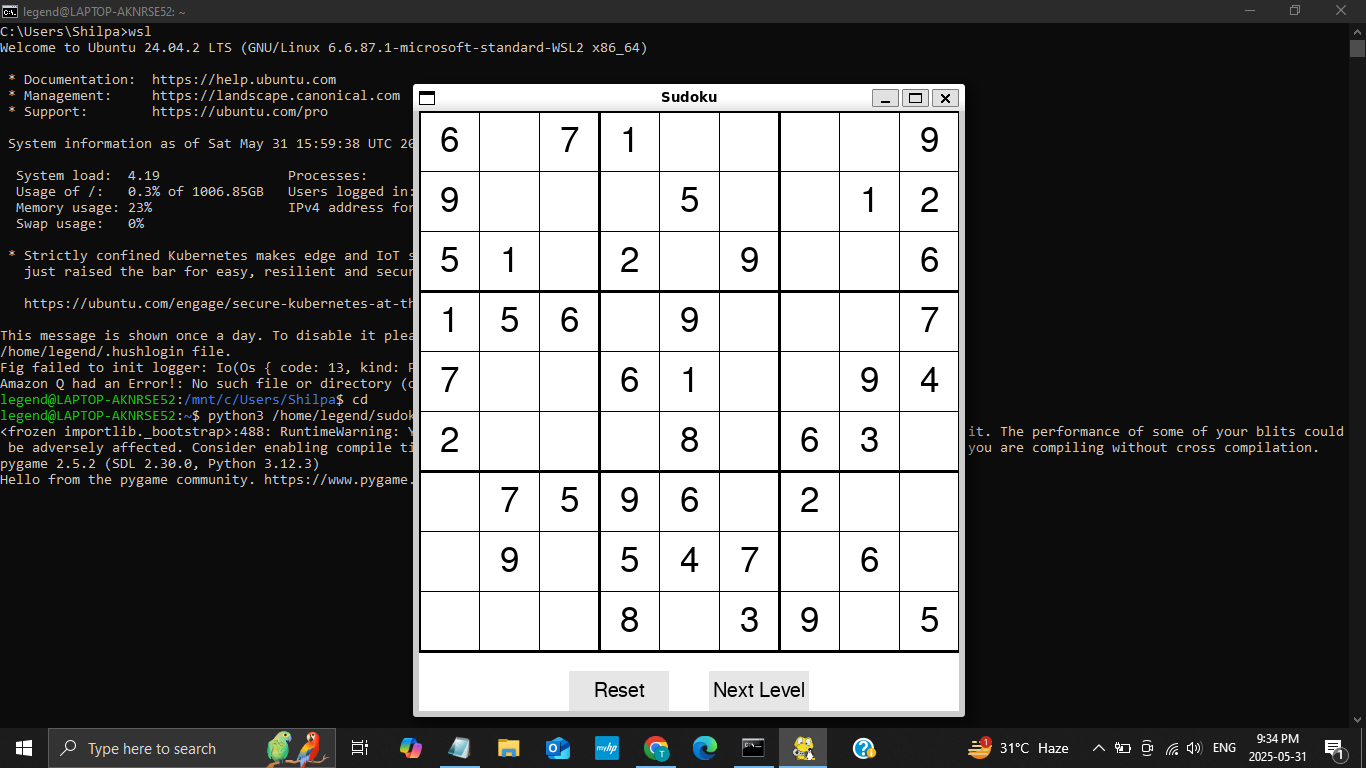 legend@LAPTOP-AKNRSE52: ~
C:\Users\Shilpa>wsl
Welcome to Ubuntu 24.04.2 LTS (GNU/Linux 6.6.87.1-microsoft-standard-WSL2 x86_64)
* Documentation:  https://help.ubuntu.com
* Management:     https://landscape.canonical.com
* Support:        https://ubuntu.com/pro
System information as of Sat May 31 15:59:38 UTC 20
System load:  4.19                Processes:
Usage of /:   0.3% of 1006.85GB   Users logged in:
Memory usage: 23%                 IPv4 address for
Swap usage:   0%
* Strictly confined Kubernetes makes edge and IoT s
just raised the bar for easy, resilient and secur
https://ubuntu.com/engage/secure-kubernetes-at-th
This message is shown once a day. To disable it plea
/home/legend/.hushlogin file.
Fig failed to init logger: Io(Os { code: 13, kind: P
Amazon Q had an Error!: No such file or directory (o
legend@LAPTOP-AKNRSE52:/mnt/c/Users/Shilpa$ cd
legend@LAPTOP-AKNRSE52:~$ python3 /home/legend/sudok
<frozen importlib._bootstrap>:488: RuntimeWarning: Y
it. The performance of some of your blits could
be adversely affected. Consider enabling compile ti
you are compiling without cross compilation.
pygame 2.5.2 (SDL 2.30.0, Python 3.12.3)
Hello from the pygame community. https://www.pygame.
Sudoku
6 7 1 9
9 5 1 2
5 1 2 9 6
1 5 6 9 7
7 6 1 9 4
2 8 6 3
7 5 9 6 2
9 5 4 7 6
8 3 9 5
Reset Next Level
Type here to search
31°C Haze
ENG
9:34 PM
2025-05-31
1
1